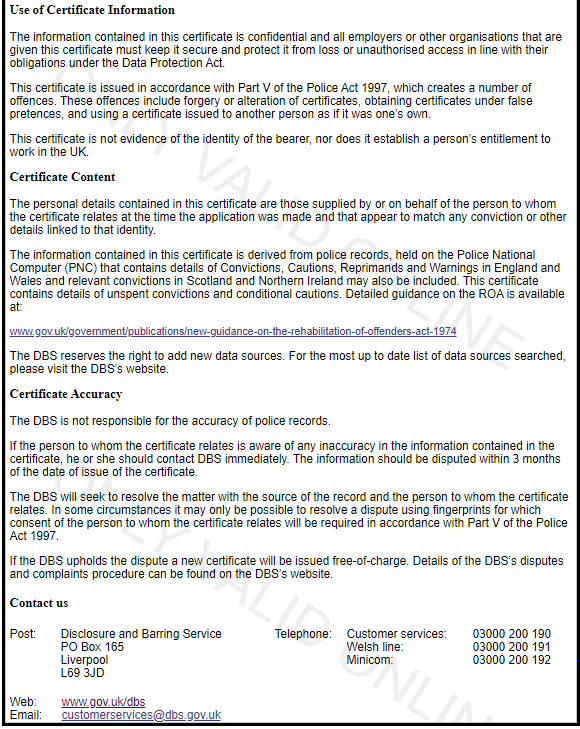 Use of Certificate Information
The information contained in this certificate is confidential and all employers or other organisations that are
given this certificate must keep it secure and protect it from loss or unauthorised access in line with their
obligations under the Data Protection Act.
This certificate is issued in accordance with Part V of the Police Act 1997, which creates a number of
offences. These offences include forgery or alteration of certificates, obtaining certificates under false
pretences, and using a certificate issued to another person as if it was one's own.
This certificate is not evidence of the identity of the bearer, nor does it establish a person's entitlement to
work in the UK.
Certificate Content
The personal details contained in this certificate are those supplied by or on behalf of the person to whom
the certificate relates at the time the application was made and that appear to match any conviction or other
details linked to that identity.
The information contained in this certificate is derived from police records, held on the Police National
Computer (PNC) that contains details of Convictions, Cautions, Reprimands and Warnings in England and
Wales and relevant convictions in Scotland and Northern Ireland may also be included. This certificate
contains details of unspent convictions and conditional cautions. Detailed guidance on the ROA is available
at:
www.gov.uk/government/publications/new-guidance-on-the-rehabilitation-of-offenders-act-1974
The DBS reserves the right to add new data sources. For the most up to date list of data sources searched,
please visit the DBS's website.
Certificate Accuracy
The DBS is not responsible for the accuracy of police records.
If the person to whom the certificate relates is aware of any inaccuracy in the information contained in the
certificate, he or she should contact DBS immediately. The information should be disputed within 3 months
of the date of issue of the certificate.
The DBS will seek to resolve the matter with the source of the record and the person to whom the certificate
relates. In some circumstances it may only be possible to resolve a dispute using fingerprints for which
consent of the person to whom the certificate relates will be required in accordance with Part V of the Police
Act 1997.
If the DBS upholds the dispute a new certificate will be issued free-of-charge. Details of the DBS's disputes
and complaints procedure can be found on the DBS's website.
Contact us
Post: Disclosure and Barring Service Telephone: Customer services: 03000 200 190
PO Box 165 Welsh line: 03000 200 191
Liverpool Minicom: 03000 200 192
L69 3JD
Web: www.gov.uk/dbs
Email: customerservices@dbs.gov.uk
ONLY VALID ONLINE
ONLY VALID ONLINE